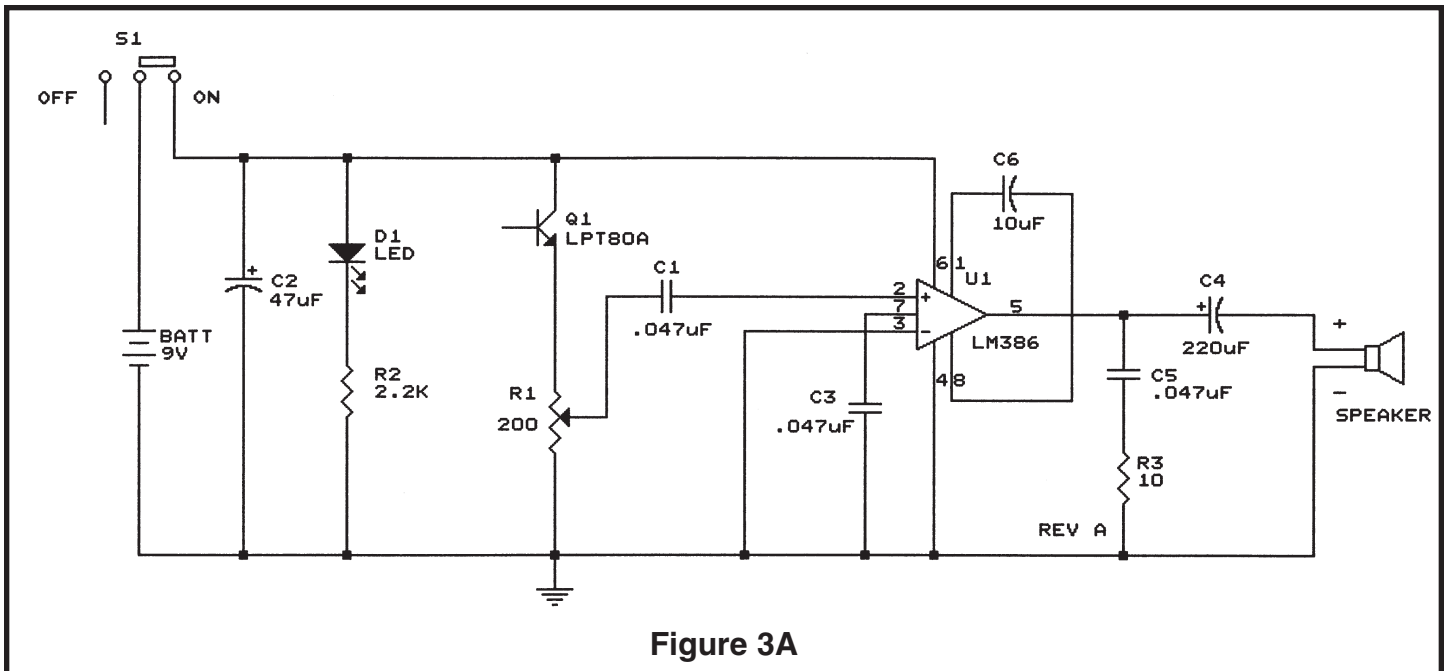 S1
OFF
ON
C6
10uF
Q1
LPT80A
D1
LED
C2
47uF
+
BATT
9V
R2
2.2K
R1
200
C1
.047uF
C3
.047uF
6
1
U1
2
7
3
+
−
5
LM386
4
8
C4
+
220uF
C5
.047uF
R3
10
+
−
SPEAKER
REV A
Figure 3A